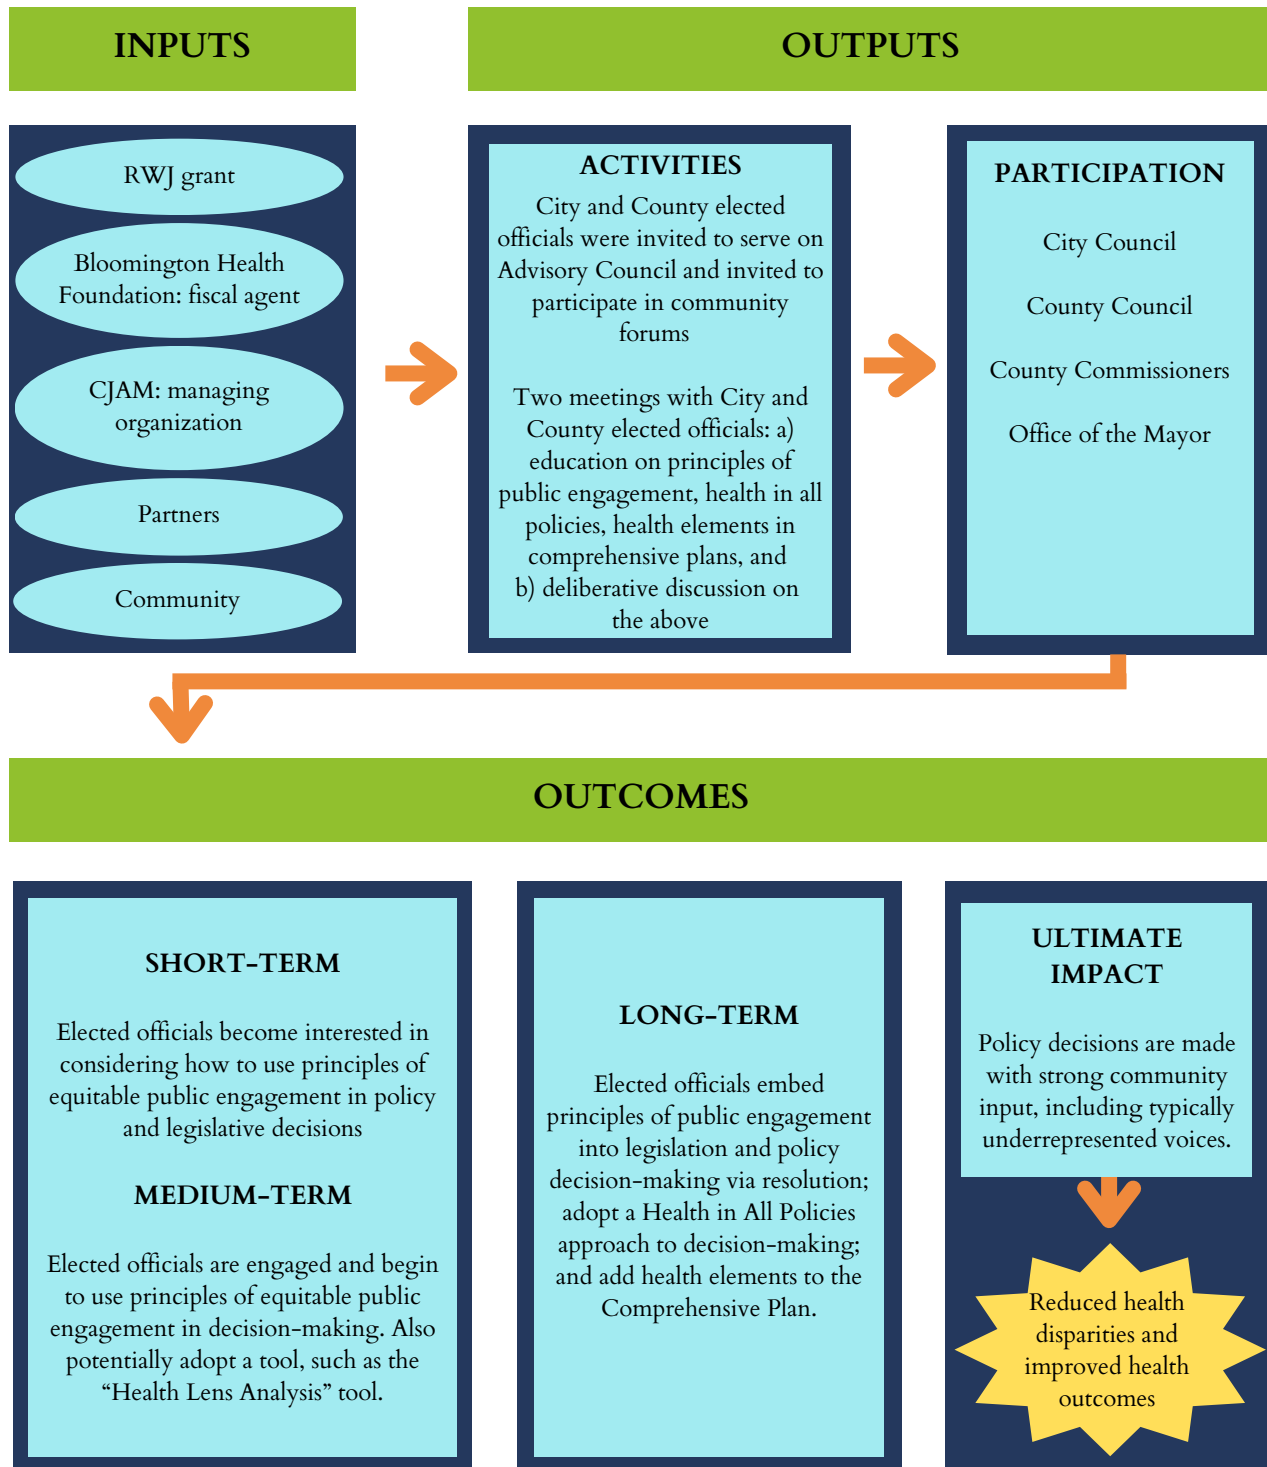 INPUTS
OUTPUTS
RWJ grant
Bloomington Health
Foundation: fiscal agent
CJAM: managing
organization
Partners
Community
ACTIVITIES
City and County elected
officials were invited to serve on
Advisory Council and invited to
participate in community
forums
Two meetings with City and
County elected officials: a)
education on principles of
public engagement, health in all
policies, health elements in
comprehensive plans, and
b) deliberative discussion on
the above
PARTICIPATION
City Council
County Council
County Commissioners
Office of the Mayor
OUTCOMES
SHORT-TERM
Elected officials become interested in
considering how to use principles of
equitable public engagement in policy
and legislative decisions
MEDIUM-TERM
Elected officials are engaged and begin
to use principles of equitable public
engagement in decision-making. Also
potentially adopt a tool, such as the
“Health Lens Analysis” tool.
LONG-TERM
Elected officials embed
principles of public engagement
into legislation and policy
decision-making via resolution;
adopt a Health in All Policies
approach to decision-making;
and add health elements to the
Comprehensive Plan.
ULTIMATE
IMPACT
Policy decisions are made
with strong community
input, including typically
underrepresented voices.
Reduced health
disparities and
improved health
outcomes